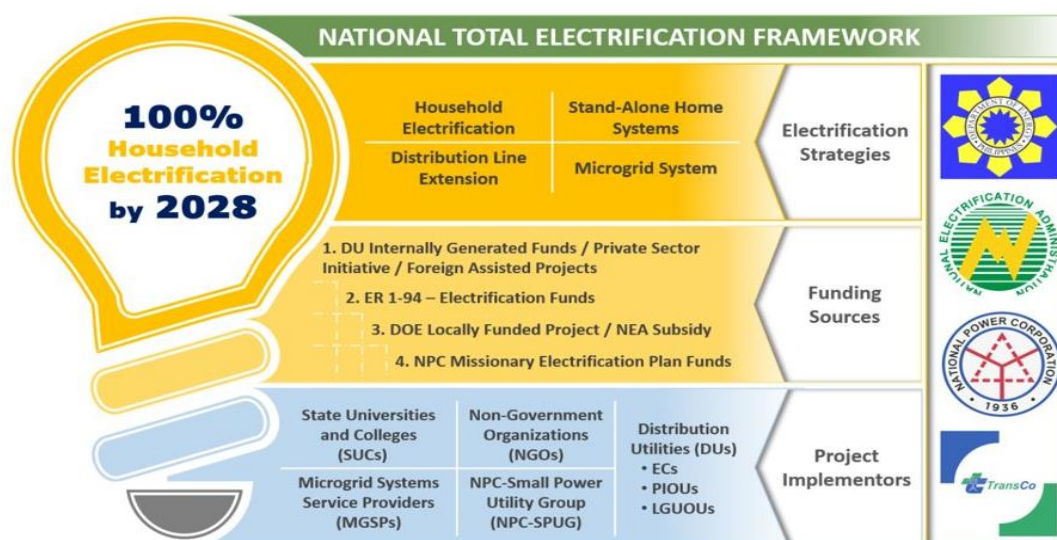 NATIONAL TOTAL ELECTRIFICATION FRAMEWORK
100%
Household
Electrification
by 2028
Household
Electrification
Stand-Alone Home
Systems
Distribution Line
Extension
Microgrid System
Electrification
Strategies
1. DU Internally Generated Funds / Private Sector
Initiative / Foreign Assisted Projects
2. ER 1-94 – Electrification Funds
3. DOE Locally Funded Project / NEA Subsidy
4. NPC Missionary Electrification Plan Funds
Funding
Sources
State Universities
and Colleges
(SUCs)
Non-Government
Organizations
(NGOs)
Microgrid Systems
Service Providers
(MGSPs)
NPC-Small Power
Utility Group
(NPC-SPUG)
Distribution
Utilities (DUs)
• ECs
• PIOUs
• LGUOUs
Project
Implementors
DEPARTMENT OF ENERGY
PHILIPPINES
NATIONAL ELECTRIFICATION ADMINISTRATION
NATIONAL POWER CORPORATION
• 1936 •
TransCo